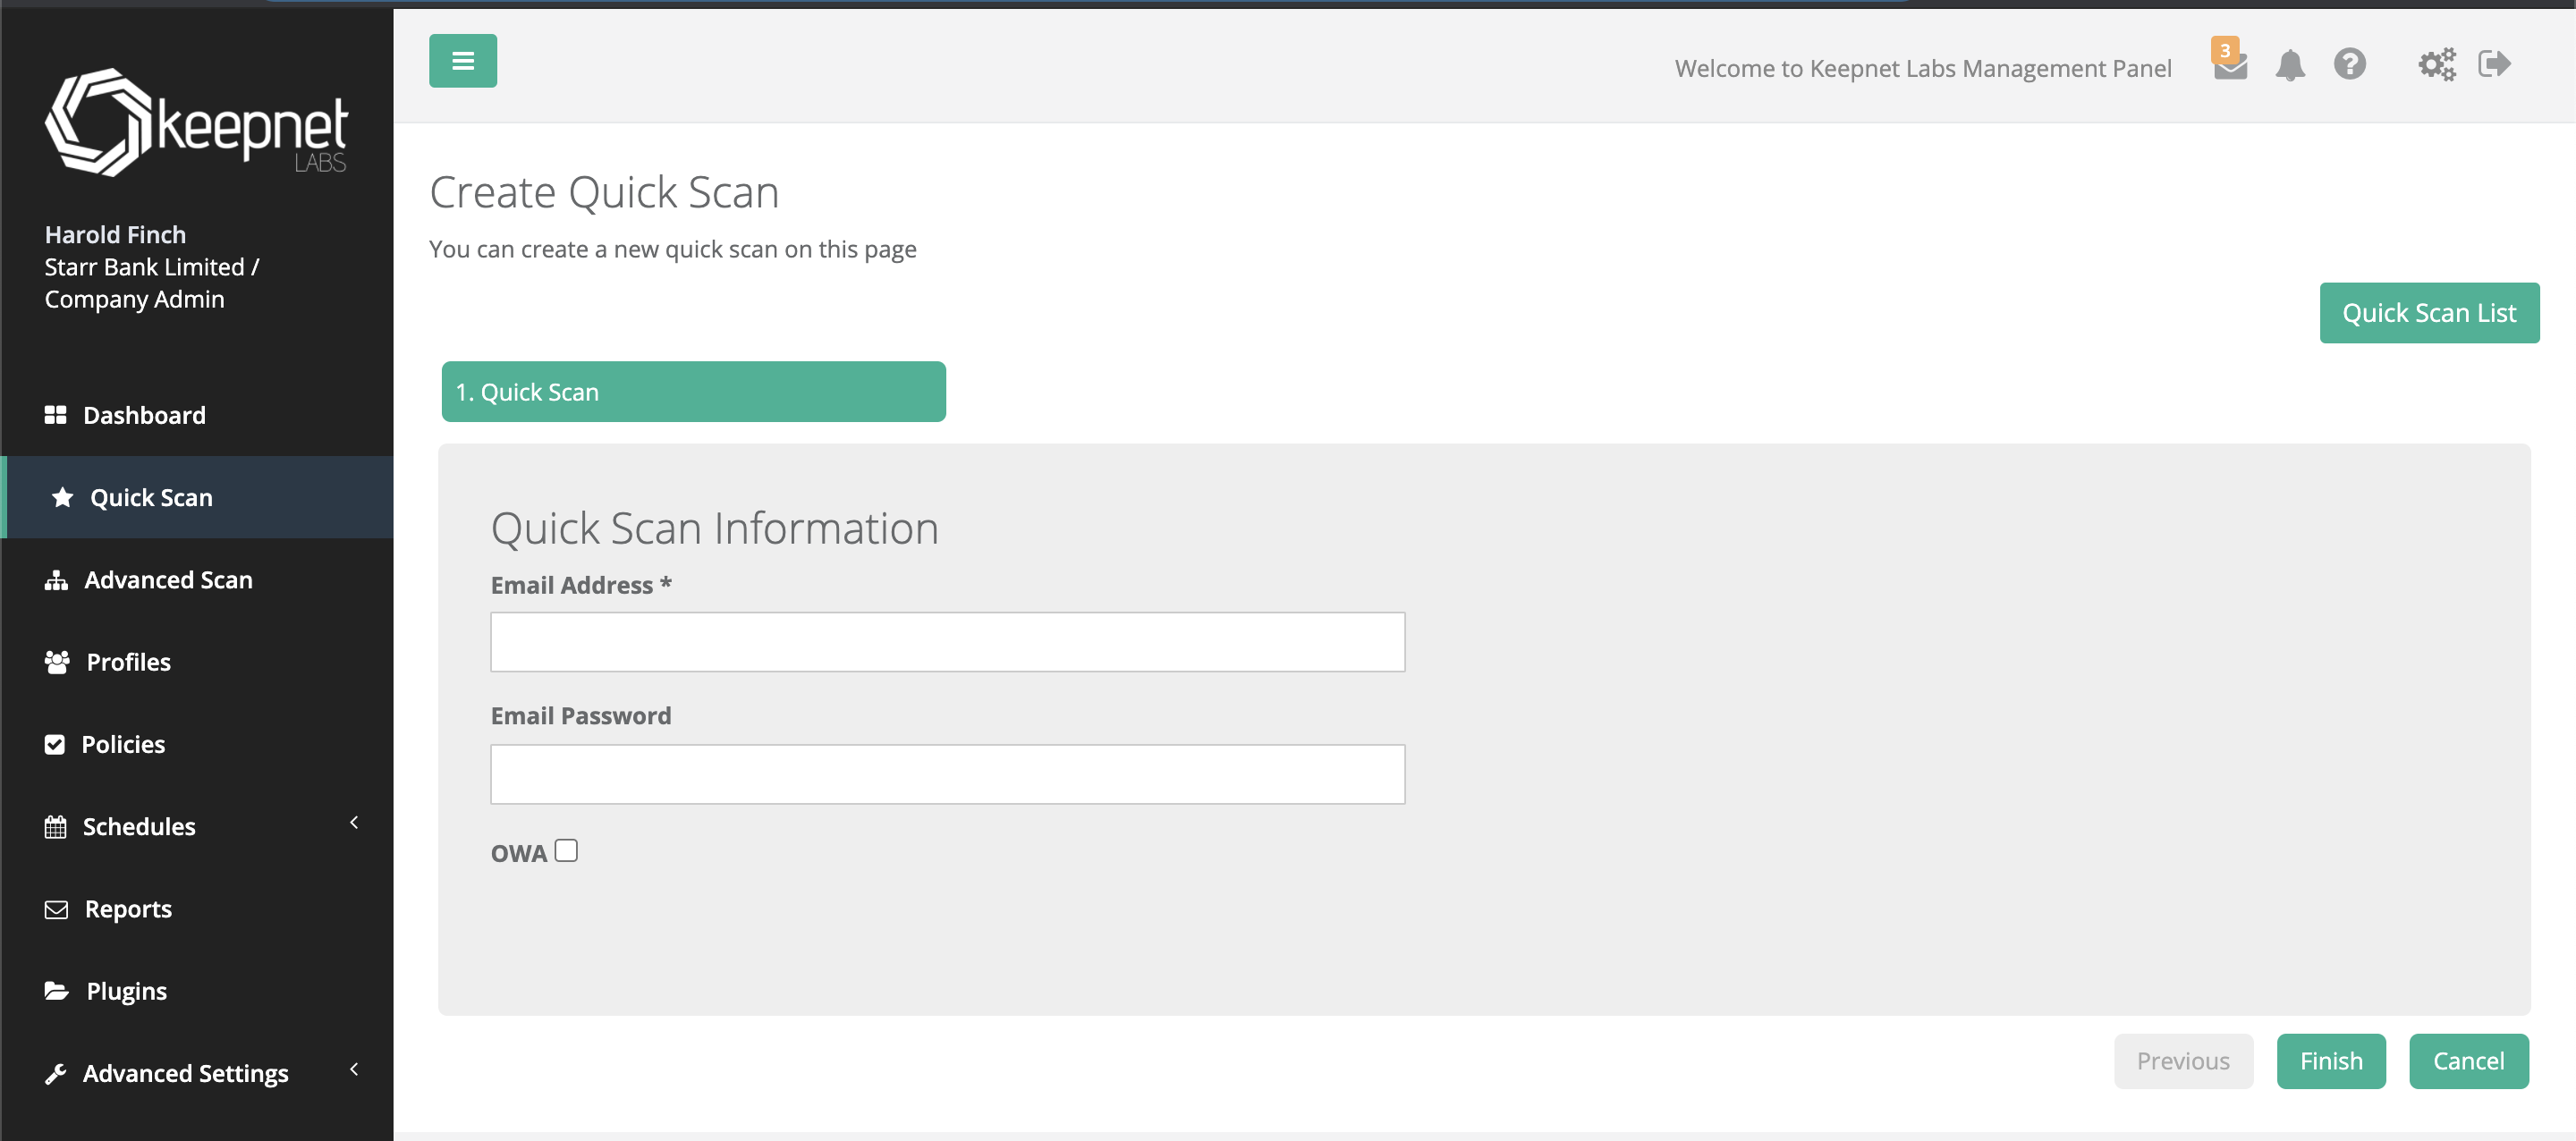 keepnet
LABS
Harold Finch
Starr Bank Limited /
Company Admin
Dashboard
Quick Scan
Advanced Scan
Profiles
Policies
Schedules
Reports
Plugins
Advanced Settings
Welcome to Keepnet Labs Management Panel
3
Create Quick Scan
You can create a new quick scan on this page
Quick Scan List
1. Quick Scan
Quick Scan Information
Email Address *
Email Password
OWA
Previous
Finish
Cancel